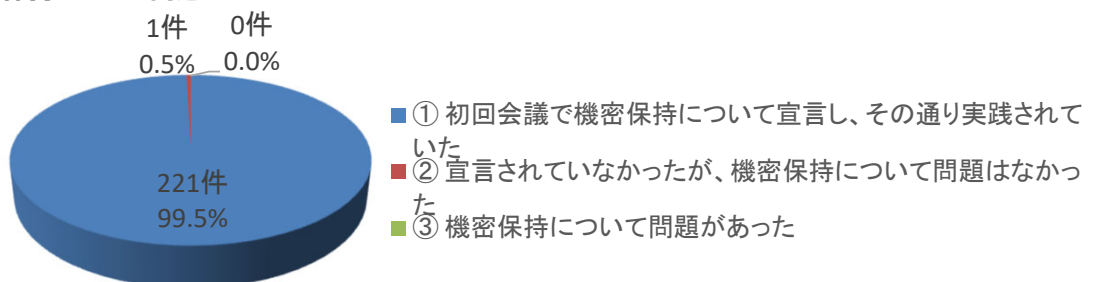 1件 0件
0.5% 0.0%
221件
99.5%
① 初回会議で機密保持について宣言し、その通り実践されて
いた
② 宣言されていなかったが、機密保持について問題はなかっ
た
③ 機密保持について問題があった